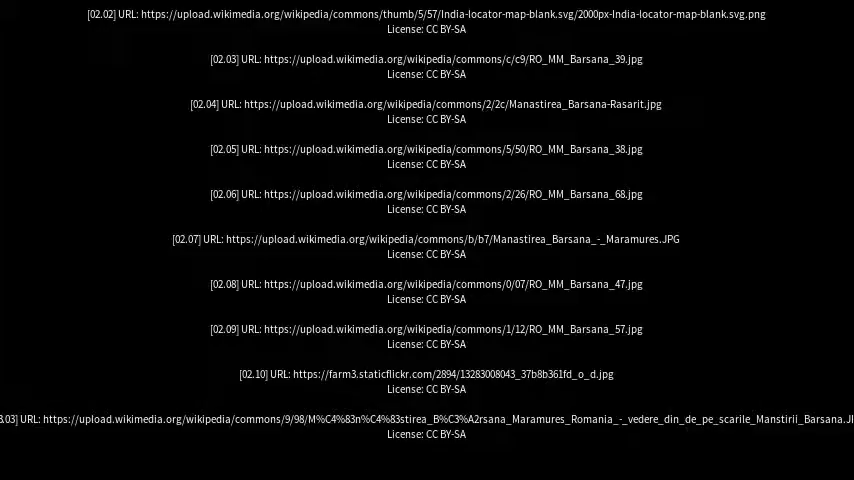 [02.02] URL: https://upload.wikimedia.org/wikipedia/commons/thumb/5/57/India-locator-map-blank.svg/2000px-India-locator-map-blank.svg.png
License: CC BY-SA
[02.03] URL: https://upload.wikimedia.org/wikipedia/commons/c/c9/RO_MM_Barsana_39.jpg
License: CC BY-SA
[02.04] URL: https://upload.wikimedia.org/wikipedia/commons/2/2c/Manastirea_Barsana-Rasarit.jpg
License: CC BY-SA
[02.05] URL: https://upload.wikimedia.org/wikipedia/commons/5/50/RO_MM_Barsana_38.jpg
License: CC BY-SA
[02.06] URL: https://upload.wikimedia.org/wikipedia/commons/2/26/RO_MM_Barsana_68.jpg
License: CC BY-SA
[02.07] URL: https://upload.wikimedia.org/wikipedia/commons/b/b7/Manastirea_Barsana_-_Maramures.JPG
License: CC BY-SA
[02.08] URL: https://upload.wikimedia.org/wikipedia/commons/0/07/RO_MM_Barsana_47.jpg
License: CC BY-SA
[02.09] URL: https://upload.wikimedia.org/wikipedia/commons/1/12/RO_MM_Barsana_57.jpg
License: CC BY-SA
[02.10] URL: https://farm3.staticflickr.com/2894/13283008043_37b8b361fd_o_d.jpg
License: CC BY-SA
3.03] URL: https://upload.wikimedia.org/wikipedia/commons/9/98/M%C4%83n%C4%83stirea_B%C3%A2rsana_Maramures_Romania_-_vedere_din_de_pe_scarile_Manstirii_Barsana.JI
License: CC BY-SA